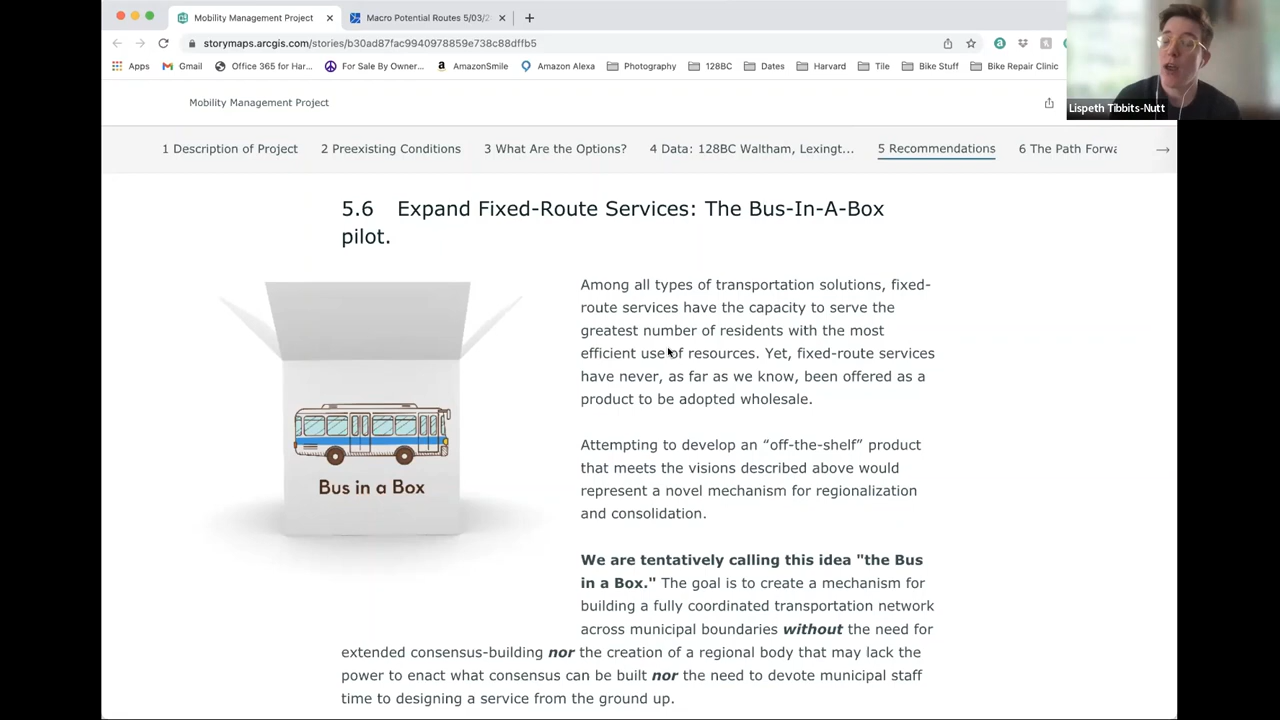 Mobility Management Project
Macro Potential Routes 5/03/2
storymaps.arcgis.com/stories/b30ad87fac9940978859e738c88dffb5
Apps Gmail Office 365 for Har... For Sale By Owner... AmazonSmile Amazon Alexa Photography 128BC Dates Harvard Tile Bike Stuff Bike Repair Clinic
Lispeth Tibbits-Nutt
Mobility Management Project
1 Description of Project 2 Preexisting Conditions 3 What Are the Options? 4 Data: 128BC Waltham, Lexingt... 5 Recommendations 6 The Path Forwa
5.6 Expand Fixed-Route Services: The Bus-In-A-Box
pilot.
Bus in a Box
Among all types of transportation solutions, fixed-
route services have the capacity to serve the
greatest number of residents with the most
efficient use of resources. Yet, fixed-route services
have never, as far as we know, been offered as a
product to be adopted wholesale.
Attempting to develop an “off-the-shelf” product
that meets the visions described above would
represent a novel mechanism for regionalization
and consolidation.
We are tentatively calling this idea "the Bus
in a Box." The goal is to create a mechanism for
building a fully coordinated transportation network
across municipal boundaries without the need for
extended consensus-building nor the creation of a regional body that may lack the
power to enact what consensus can be built nor the need to devote municipal staff
time to designing a service from the ground up.